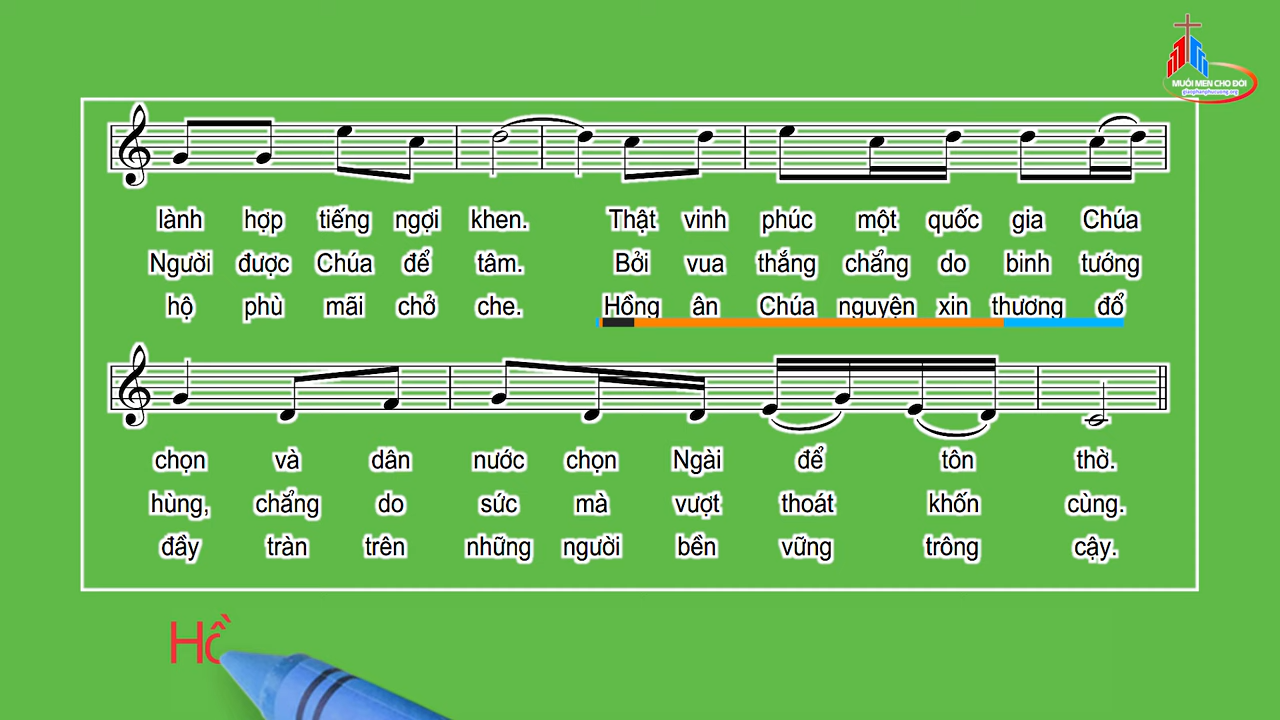 MUỐI MEN CHO ĐỜI
giaophanphucuong.org
lành hợp tiếng ngợi khen. Thật vinh phúc một quốc gia Chúa
Người được Chúa để tâm. Bởi vua thắng chẳng do binh tướng
hộ phù mãi chở che. Hồng ân Chúa nguyện xin thương đổ
chọn và dân nước chọn Ngài để tôn thờ.
hùng, chẳng do sức mà vượt thoát khốn cùng.
đầy tràn trên những người bền vững trông cậy.
Hồ